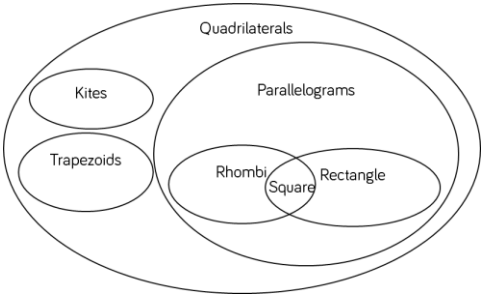 Quadrilaterals
Kites
Parallelograms
Trapezoids
Rhombi
Rectangle
Square